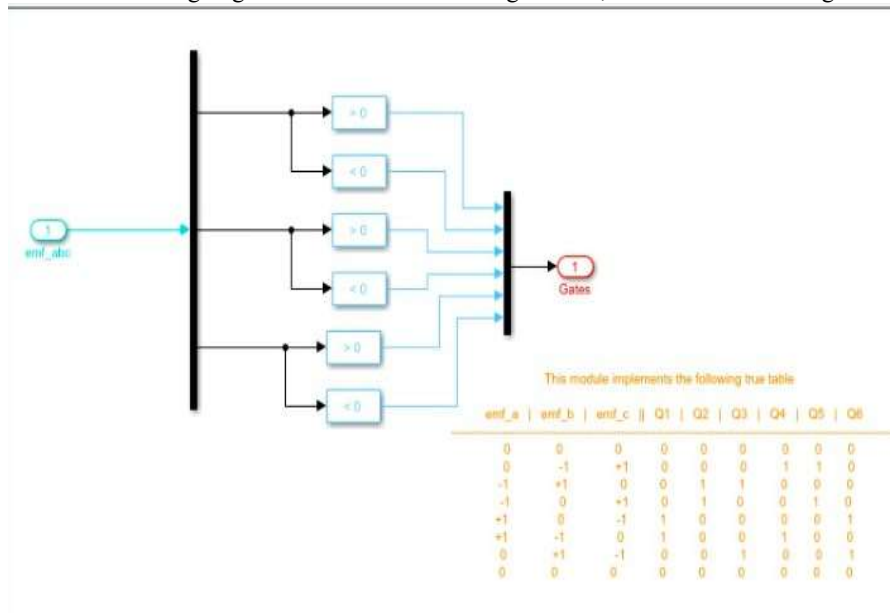 > 0
< 0
> 0
< 0
> 0
< 0
1
emf_abc
1
Gates
This module implements the following true table
emf_a | emf_b | emf_c || Q1 | Q2 | Q3 | Q4 | Q5 | Q6
0 0 0 0 0 0 0 0 0
0 -1 +1 0 0 0 1 1 0
-1 +1 0 0 1 1 0 0 0
-1 0 +1 0 1 0 0 1 0
+1 0 -1 1 0 0 0 0 1
+1 -1 0 1 0 0 1 0 0
0 +1 -1 0 0 1 0 0 1
0 0 0 0 0 0 0 0 0